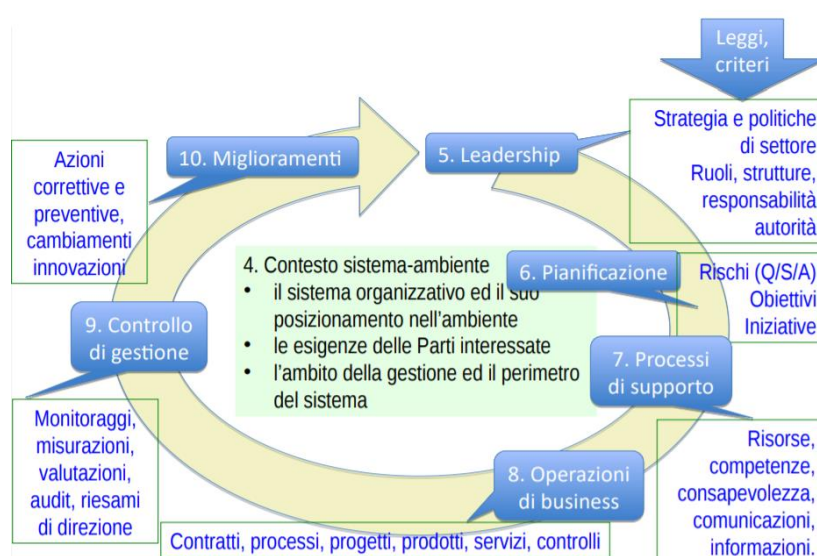 Leggi,
criteri
5. Leadership
Strategia e politiche
di settore
Ruoli, strutture,
responsabilità
autorità
10. Miglioramenti
Azioni
correttive e
preventive,
cambiamenti
innovazioni
4. Contesto sistema-ambiente
• il sistema organizzativo ed il suo
posizionamento nell'ambiente
• le esigenze delle Parti interessate
• l'ambito della gestione ed il perimetro
del sistema
6. Pianificazione
Rischi (Q/S/A)
Obiettivi
Iniziative
7. Processi
di supporto
Risorse,
competenze,
consapevolezza,
comunicazioni,
informazioni.
8. Operazioni
di business
Contratti, processi, progetti, prodotti, servizi, controlli
9. Controllo
di gestione
Monitoraggi,
misurazioni,
valutazioni,
audit, riesami
di direzione